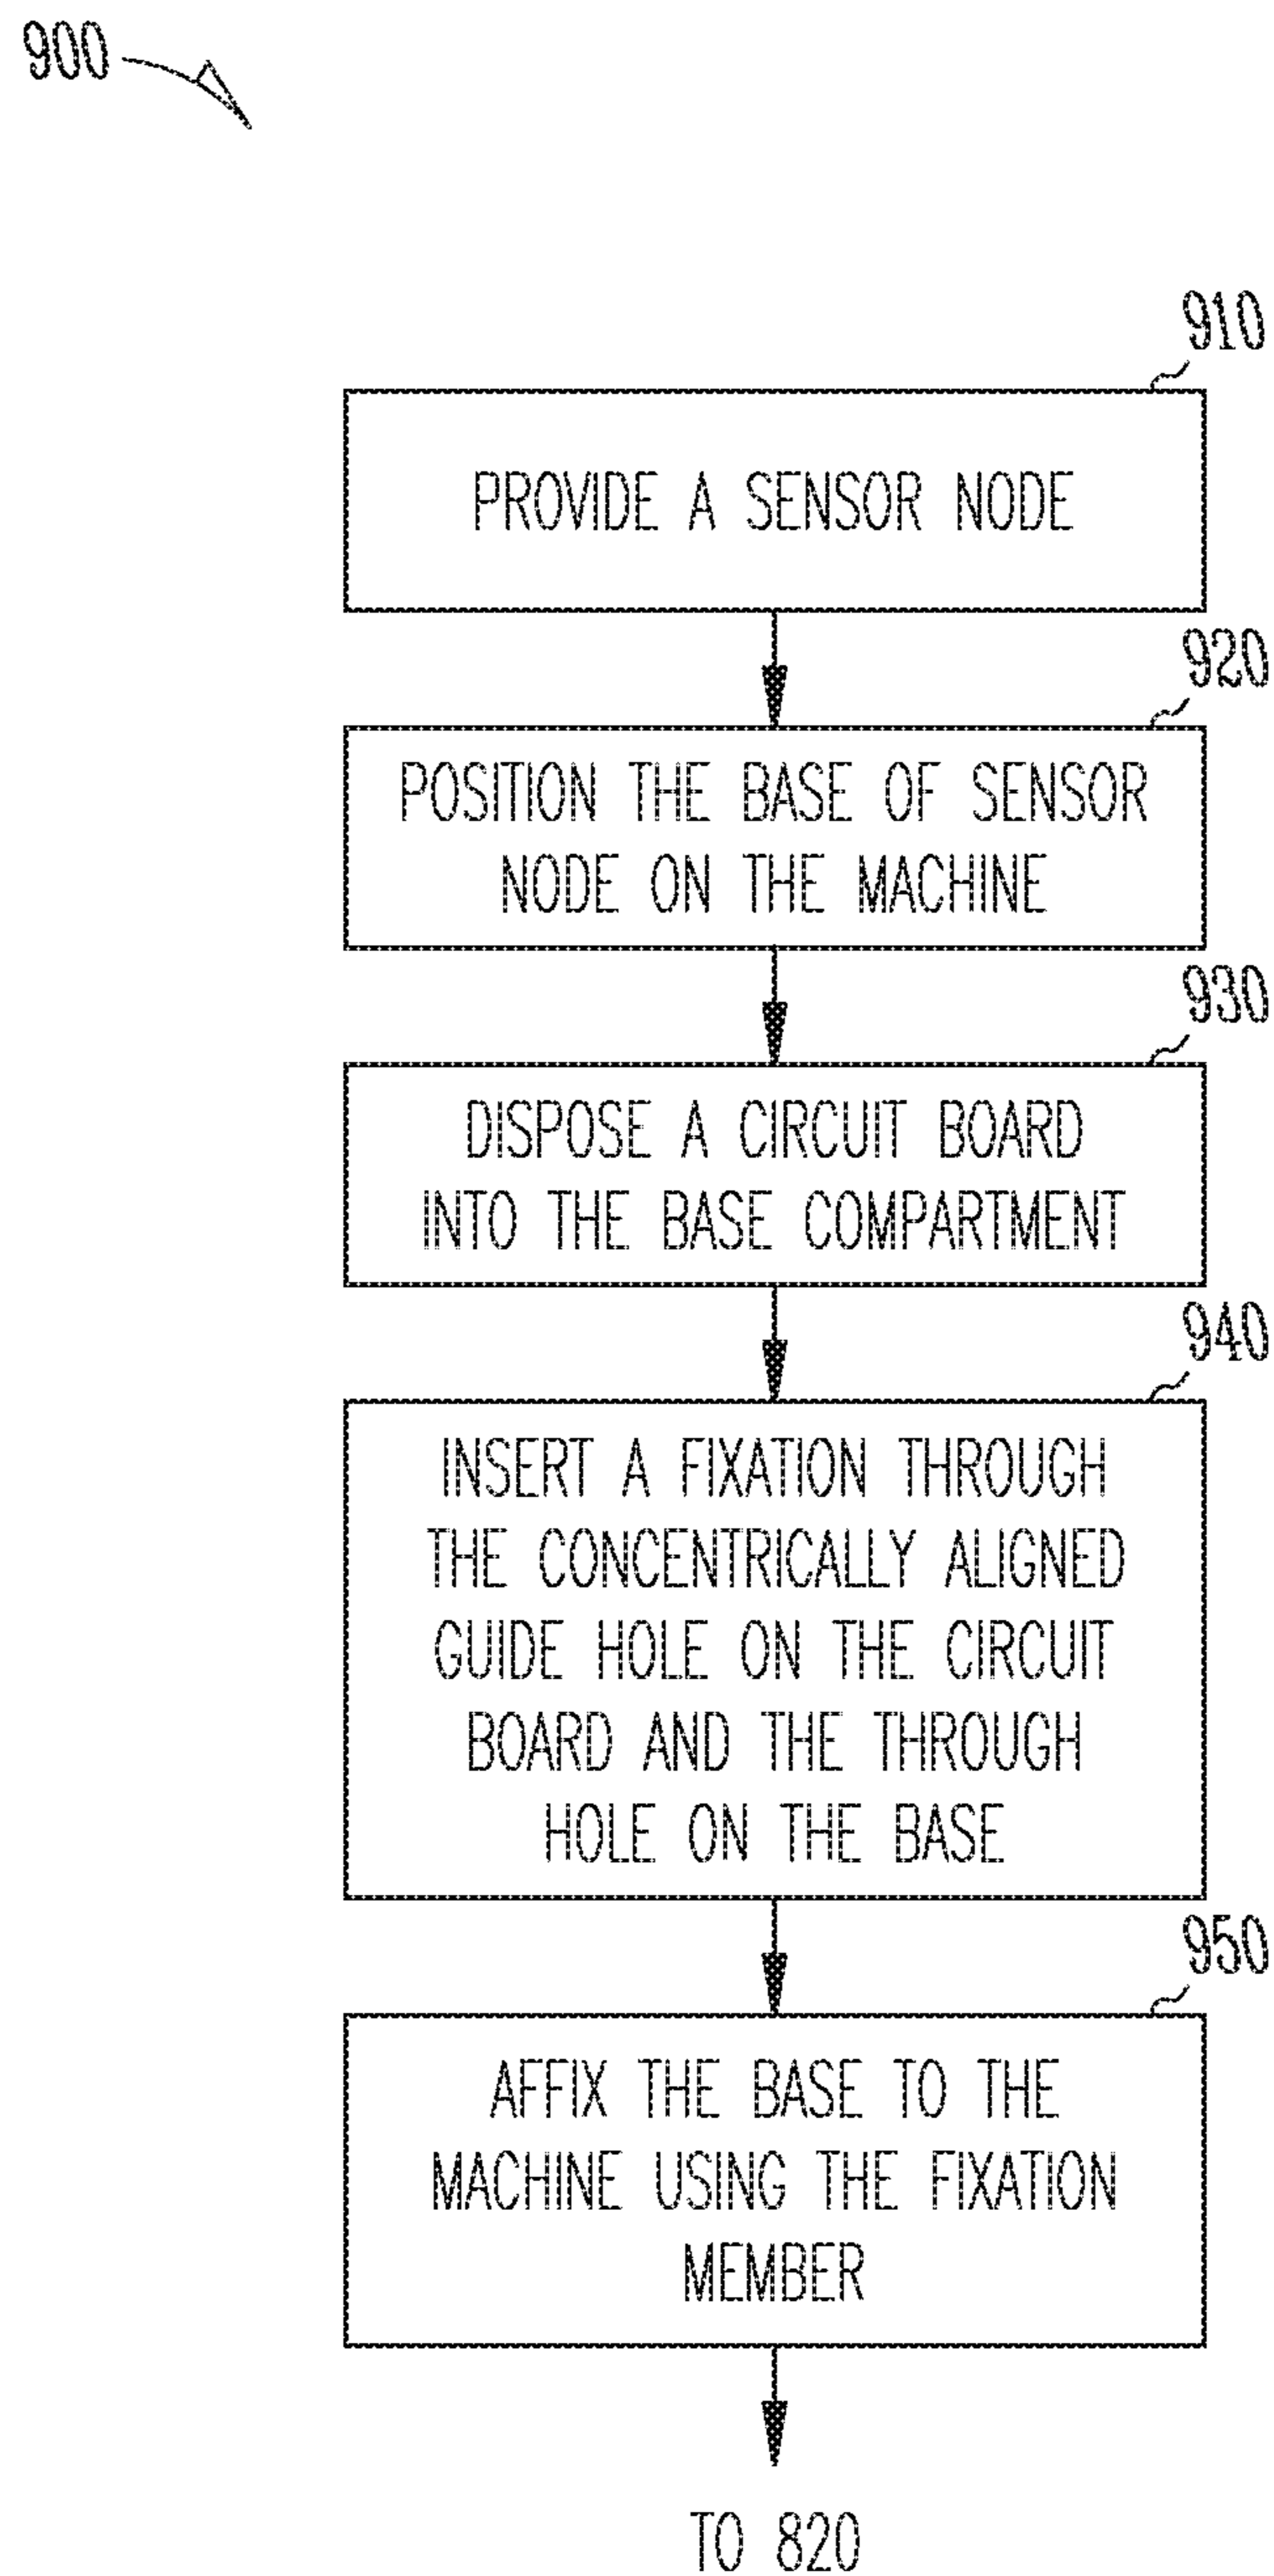 900
910
PROVIDE A SENSOR NODE
920
POSITION THE BASE OF SENSOR
NODE ON THE MACHINE
930
DISPOSE A CIRCUIT BOARD
INTO THE BASE COMPARTMENT
940
INSERT A FIXATION THROUGH
THE CONCENTRICALLY ALIGNED
GUIDE HOLE ON THE CIRCUIT
BOARD AND THE THROUGH
HOLE ON THE BASE
950
AFFIX THE BASE TO THE
MACHINE USING THE FIXATION
MEMBER
TO 820